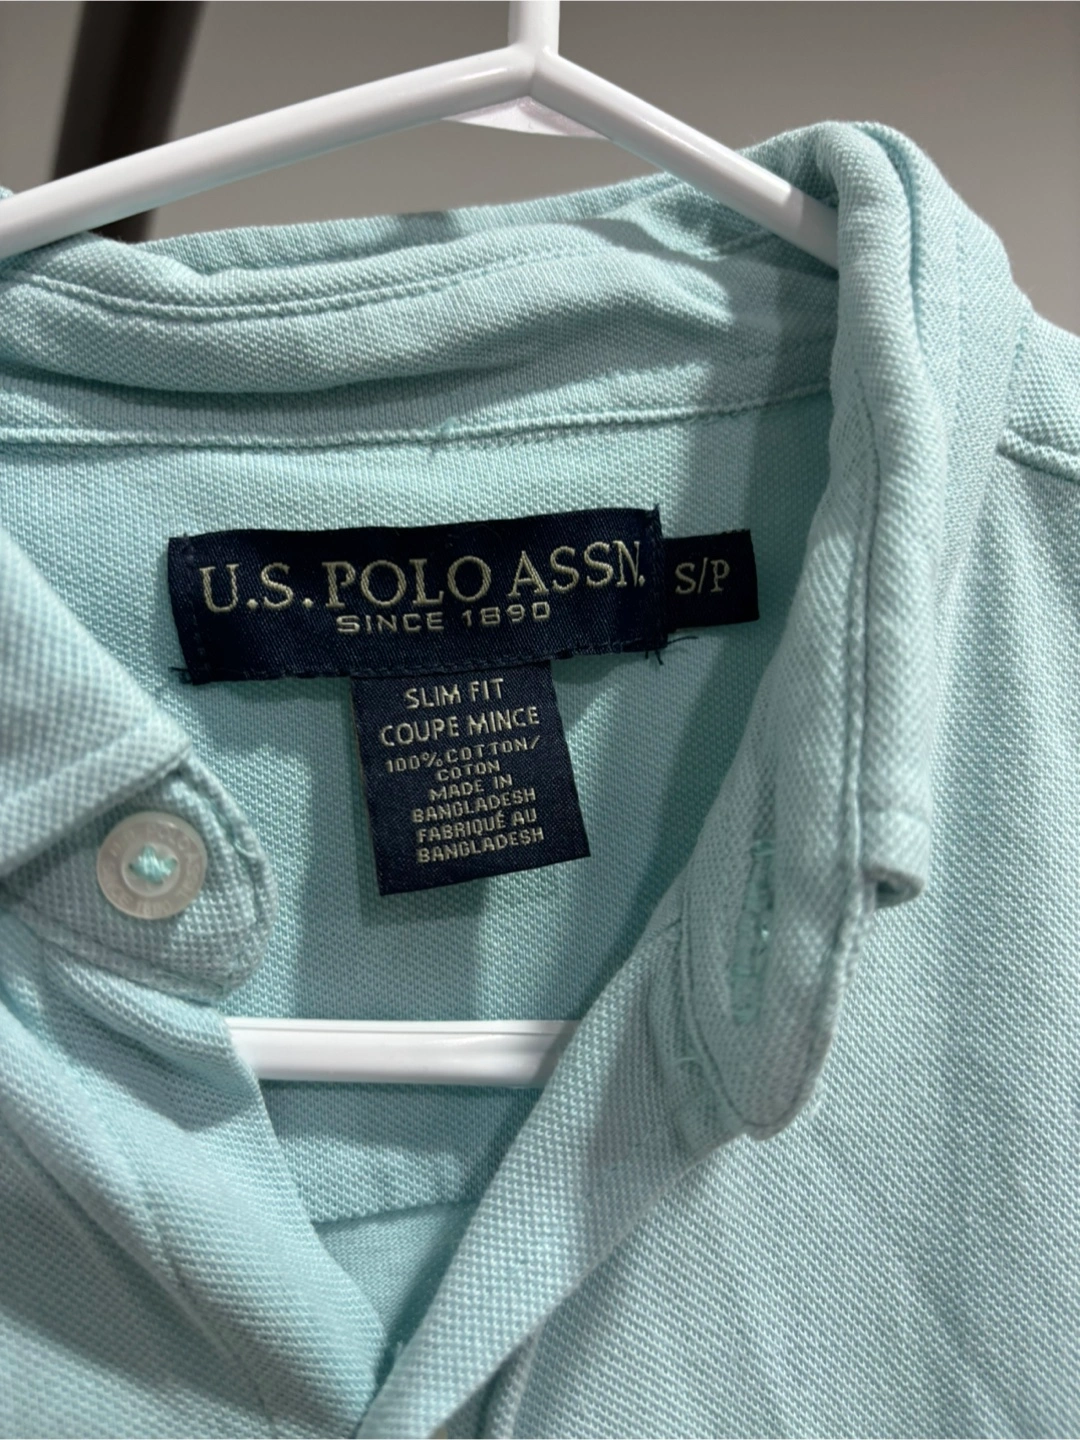 U.S. POLO ASSN.
SINCE 1890
S/P
SLIM FIT
COUPE MINCE
100%COTTON/
COTON
MADE IN
BANGLADESH
FABRIQUÉ AU
BANGLADESH